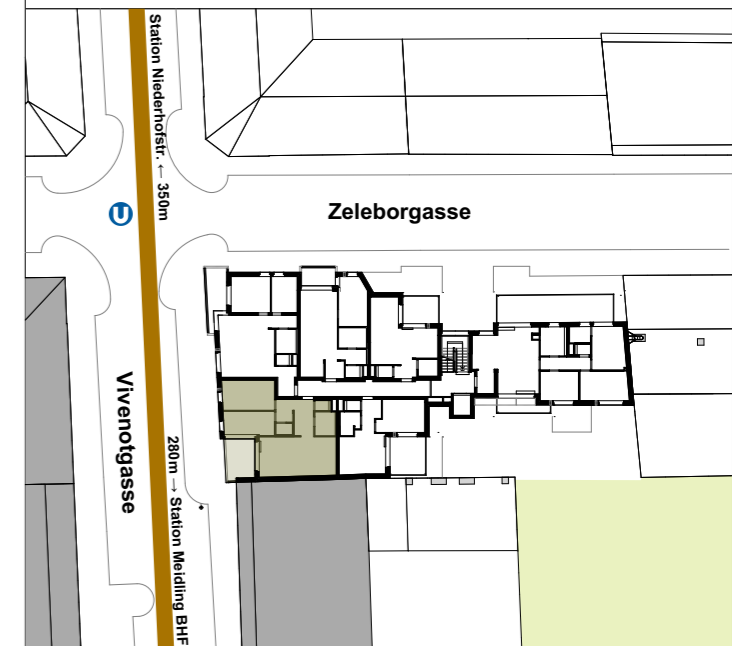 Station Niederhofstr. ← 350m
U
Zeleborgasse
Vivenotgasse
280m → Station Meidling BHF